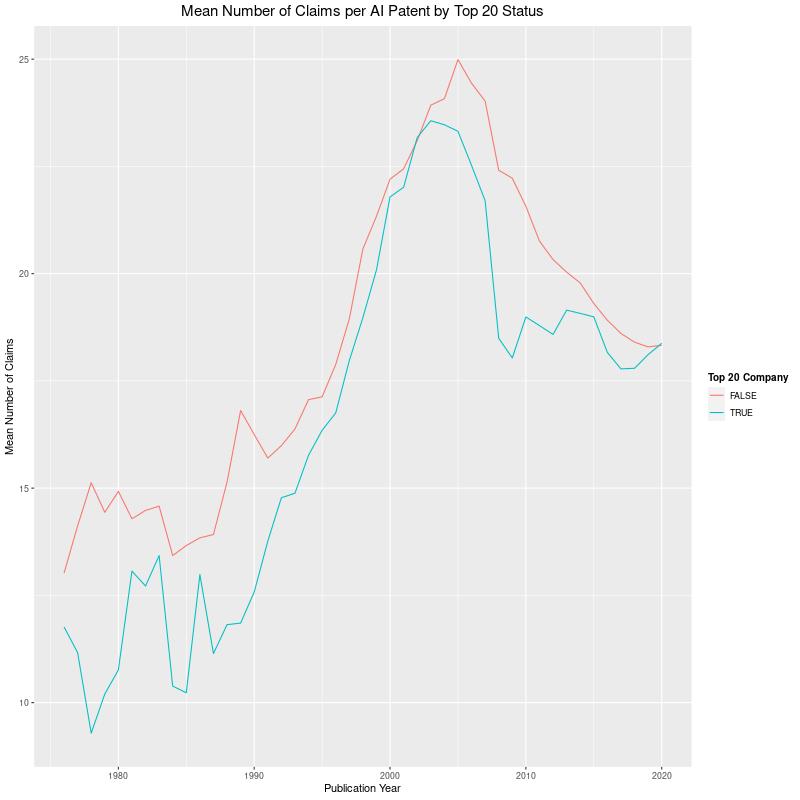 Mean Number of Claims per AI Patent by Top 20 Status
Mean Number of Claims
25
20
15
10
1980
1990
2000
2010
2020
Publication Year
Top 20 Company
FALSE
TRUE